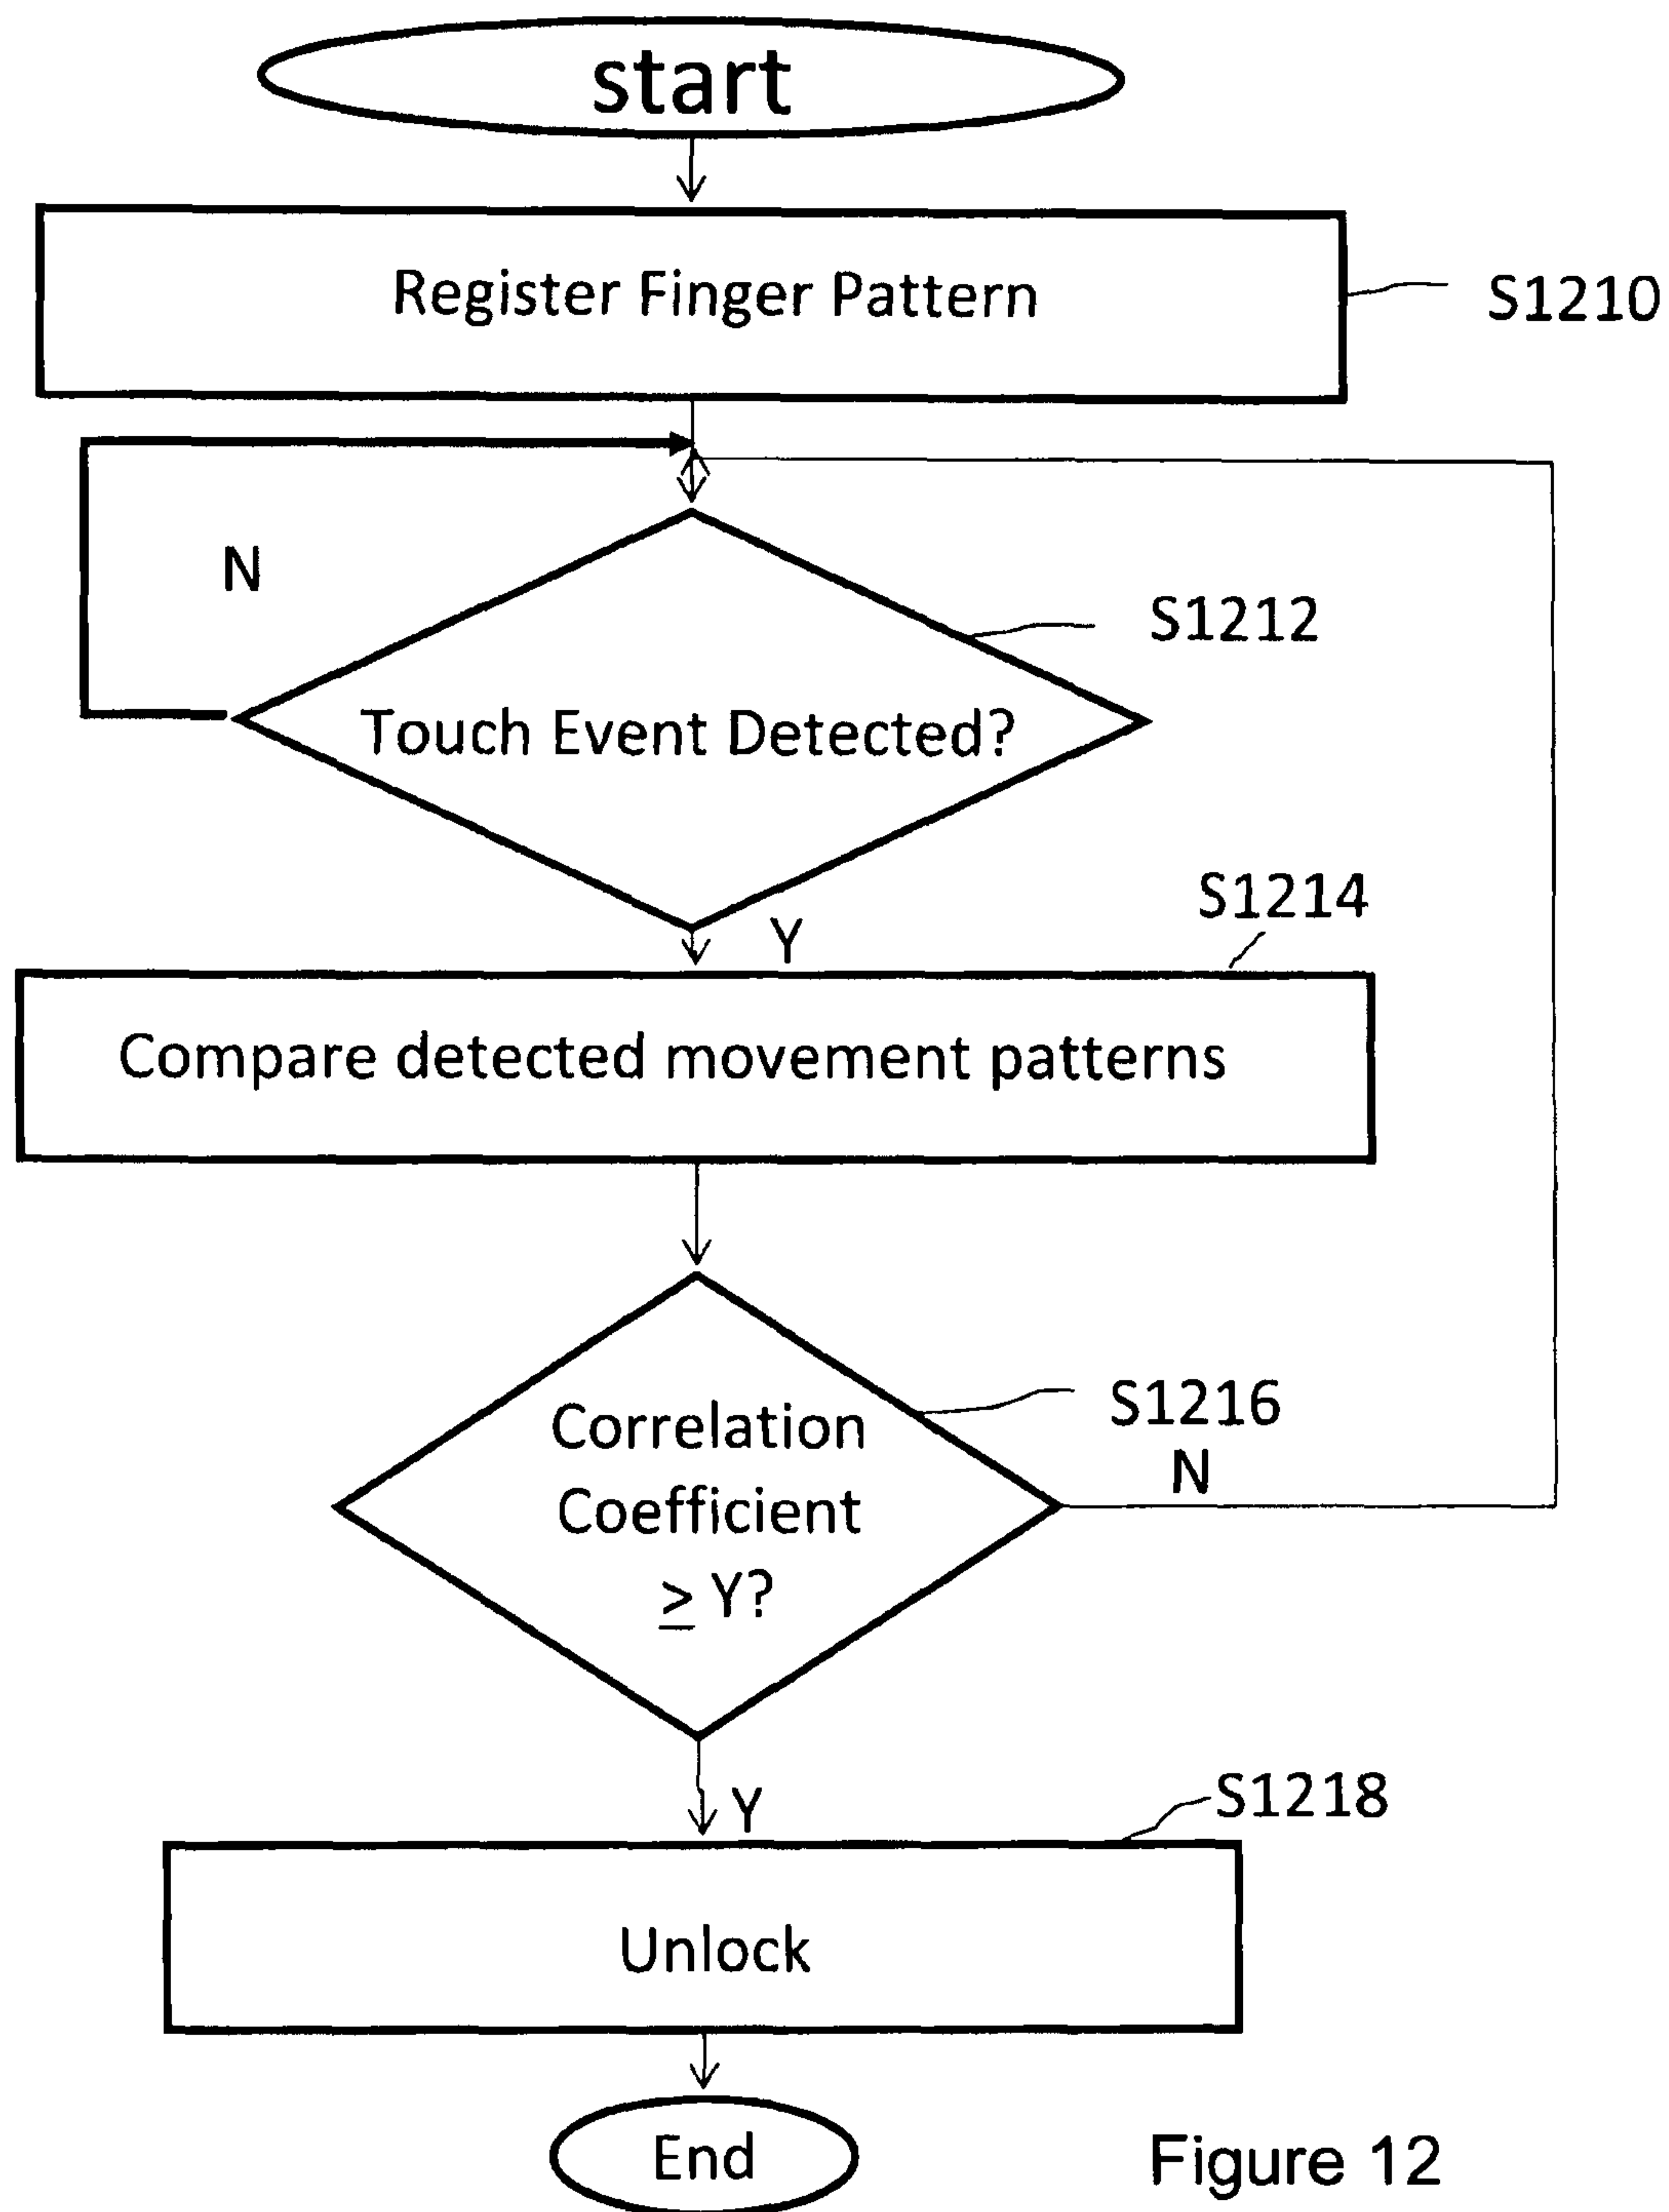 start
Register Finger Pattern
S1210
N
S1212
Touch Event Detected?
S1214
Y
Compare detected movement patterns
S1216
Correlation
N
Coefficient
≥ Y?
S1218
Y
Unlock
End
Figure 12